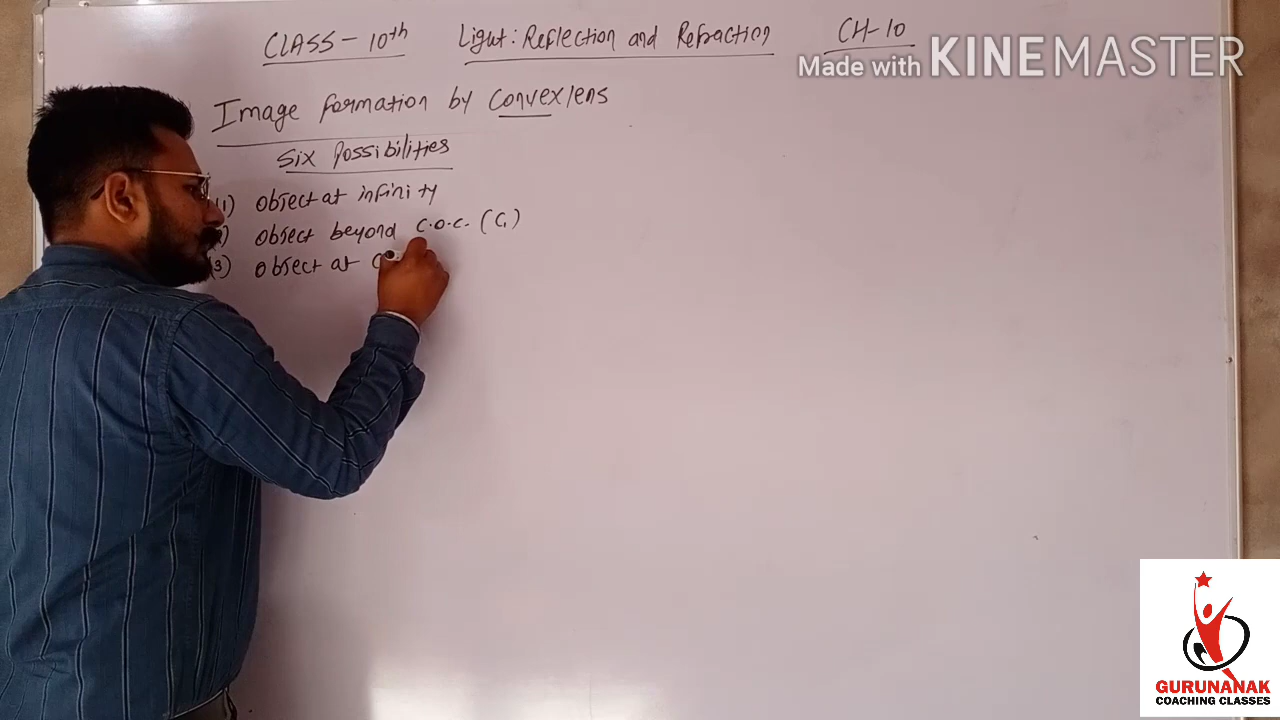 CLASS - 10th Light: Reflection and Refraction CH-10
Made with KINEMASTER
Image formation by Convex lens
Six Possibilities
(1) Object at infinity
(2) Object beyond C.O.C. (C1)
(3) Object at C
GURUNANAK
COACHING CLASSES